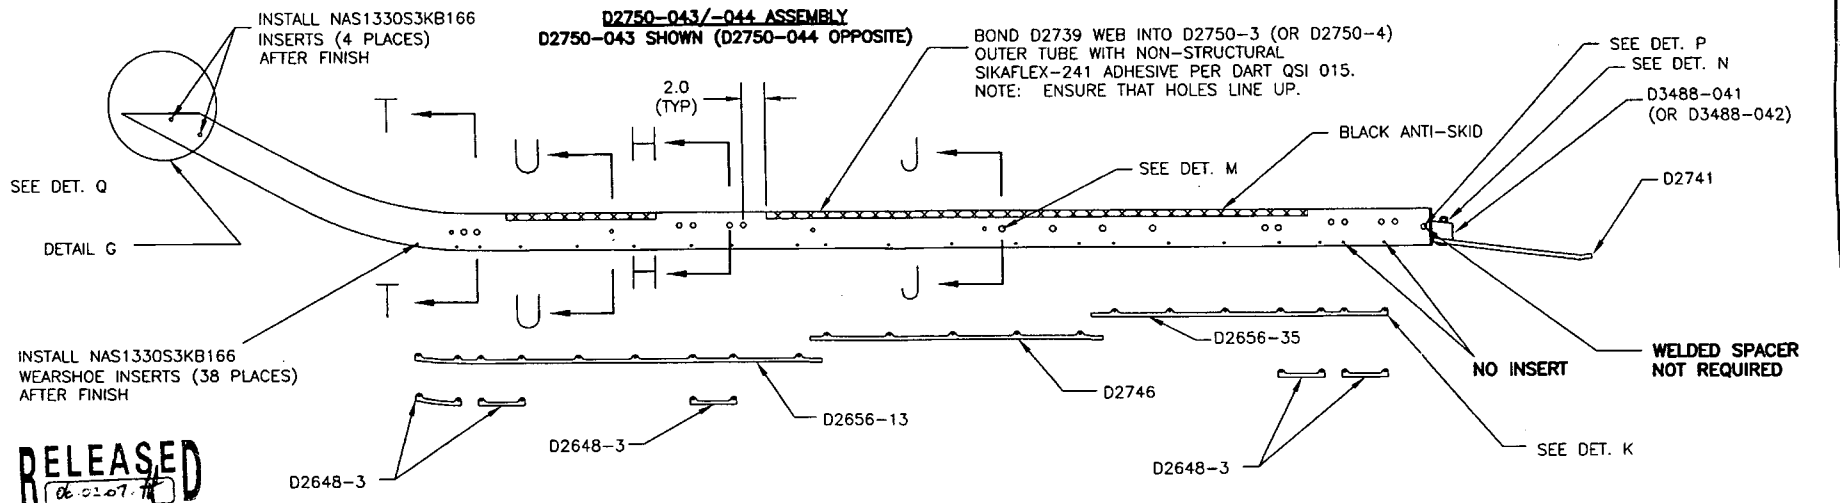 D2750-043/-044 ASSEMBLY
D2750-043 SHOWN (D2750-044 OPPOSITE)
INSTALL NAS1330S3KB166
INSERTS (4 PLACES)
AFTER FINISH
2.0
(TYP)
BOND D2739 WEB INTO D2750-3 (OR D2750-4)
OUTER TUBE WITH NON-STRUCTURAL
SIKAFLEX-241 ADHESIVE PER DART QSI 015.
NOTE: ENSURE THAT HOLES LINE UP.
SEE DET. P
SEE DET. N
D3488-041
(OR D3488-042)
BLACK ANTI-SKID
T
U
H
J
SEE DET. M
D2741
SEE DET. Q
DETAIL G
T
U
H
J
INSTALL NAS1330S3KB166
WEARSHOE INSERTS (38 PLACES)
AFTER FINISH
D2656-35
NO INSERT
WELDED SPACER
NOT REQUIRED
D2746
D2656-13
D2648-3
D2648-3
D2648-3
SEE DET. K
RELEASED